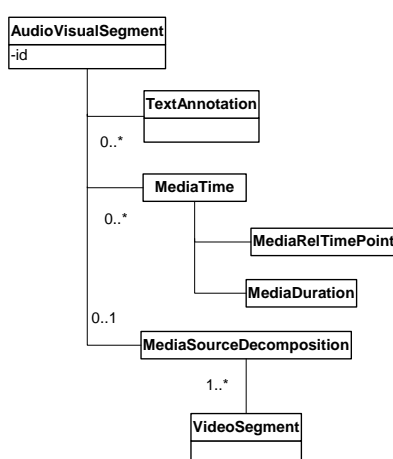 AudioVisualSegment
-id
TextAnnotation
0..*
MediaTime
0..*
MediaRelTimePoint
MediaDuration
0..1
MediaSourceDecomposition
1..*
VideoSegment